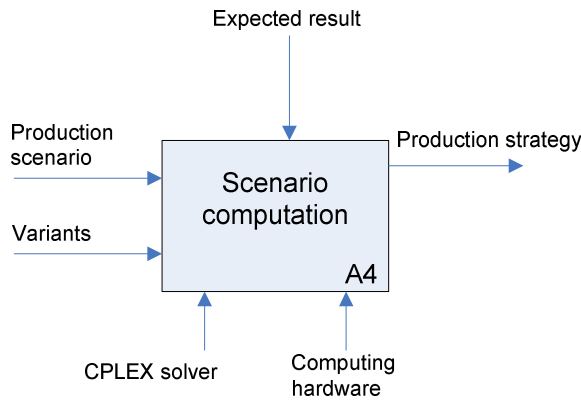 Expected result
Production
scenario
Production strategy
Scenario
computation
Variants
A4
CPLEX solver
Computing
hardware